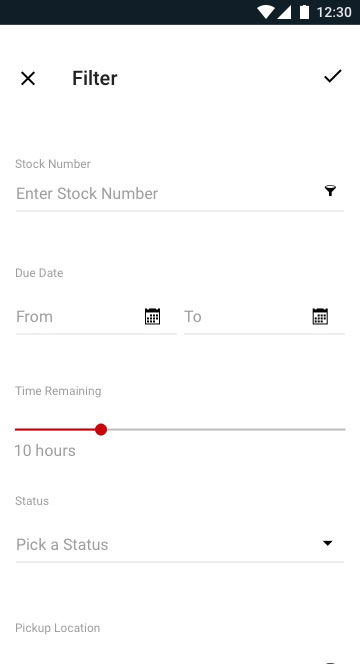 12:30
Filter
Stock Number
Enter Stock Number
Due Date
From To
Time Remaining
10 hours
Status
Pick a Status
Pickup Location